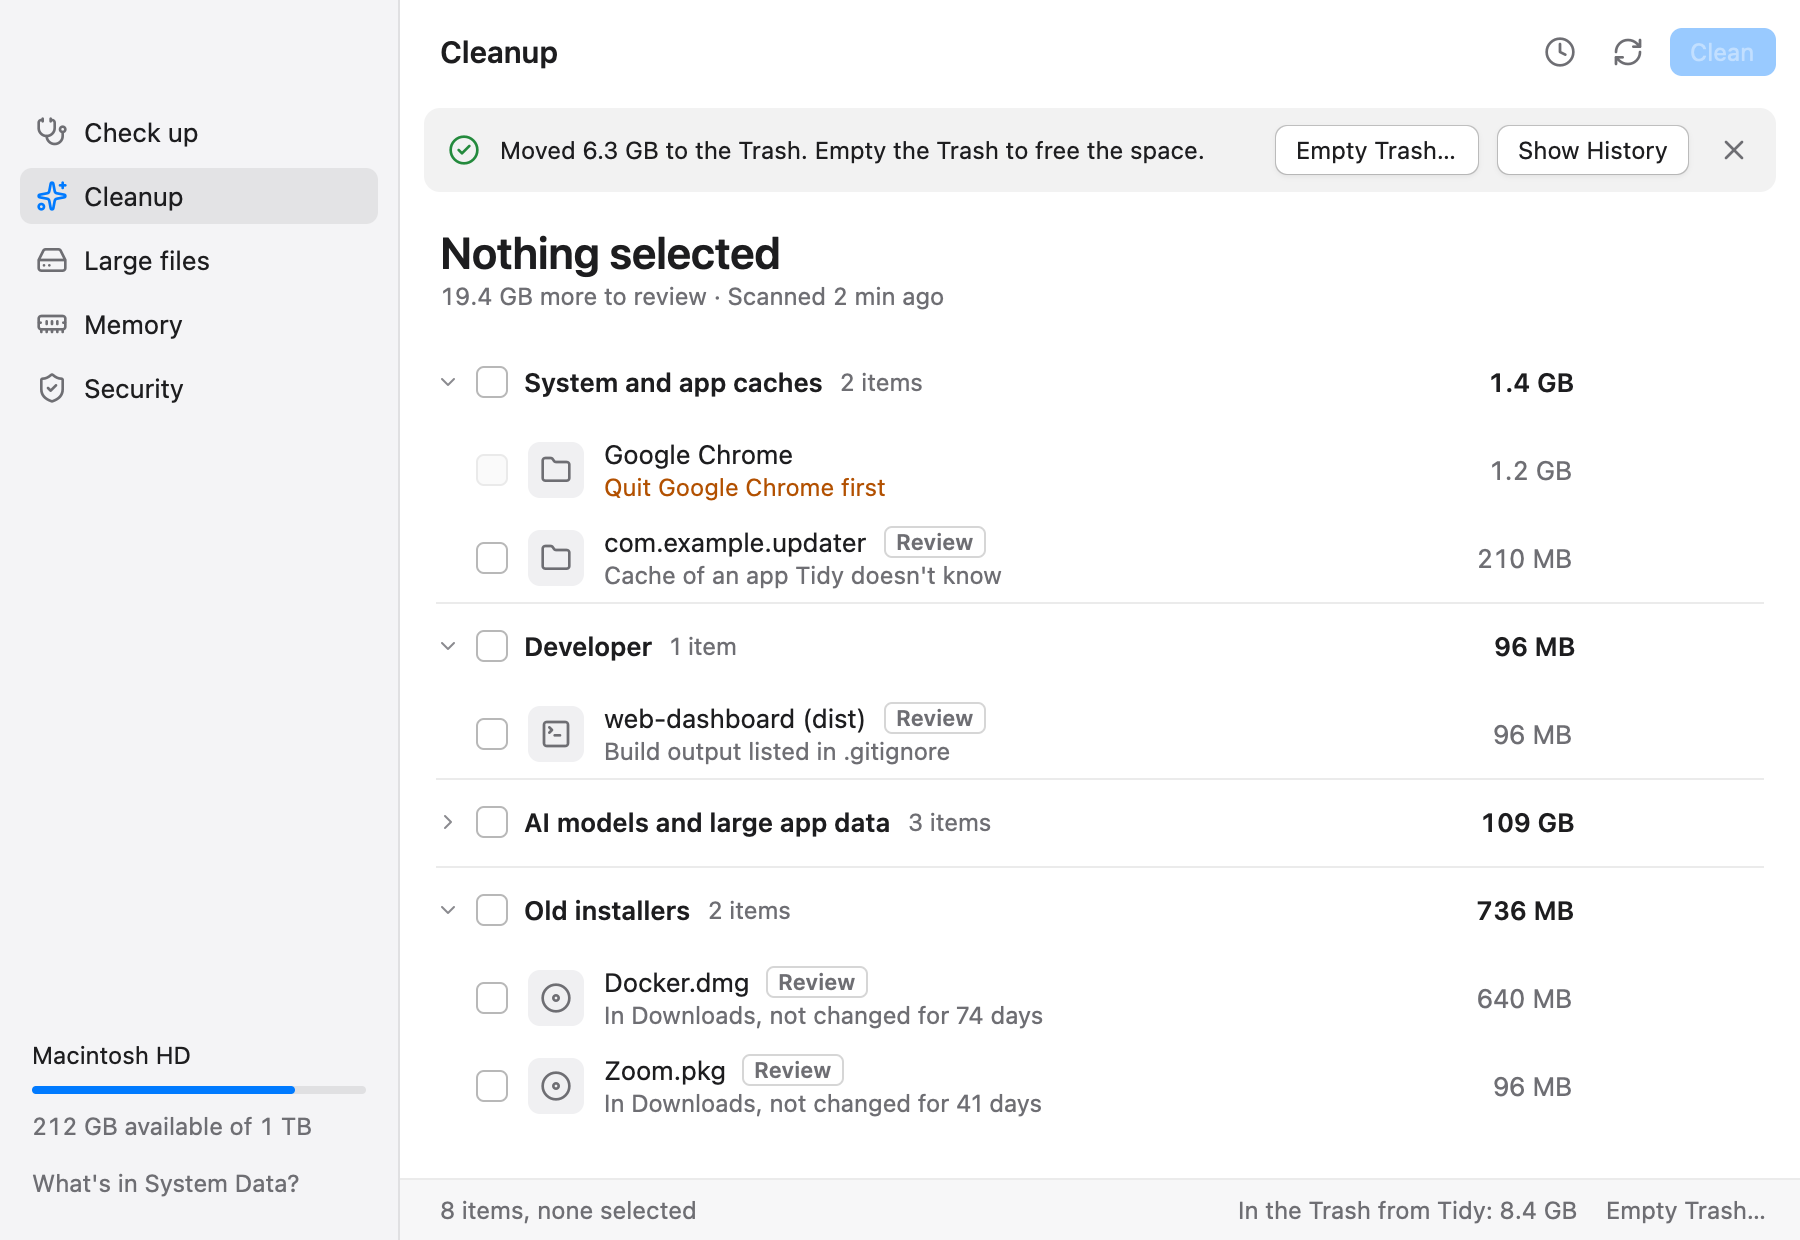 Cleanup
Clean
Check up
Cleanup
Large files
Memory
Security
Moved 6.3 GB to the Trash. Empty the Trash to free the space.
Empty Trash...
Show History
Nothing selected
19.4 GB more to review · Scanned 2 min ago
System and app caches 2 items 1.4 GB
Google Chrome
Quit Google Chrome first
1.2 GB
com.example.updater Review
Cache of an app Tidy doesn't know
210 MB
Developer 1 item 96 MB
web-dashboard (dist) Review
Build output listed in .gitignore
96 MB
AI models and large app data 3 items 109 GB
Old installers 2 items 736 MB
Docker.dmg Review
In Downloads, not changed for 74 days
640 MB
Zoom.pkg Review
In Downloads, not changed for 41 days
96 MB
Macintosh HD
212 GB available of 1 TB
What's in System Data?
8 items, none selected
In the Trash from Tidy: 8.4 GB
Empty Trash...